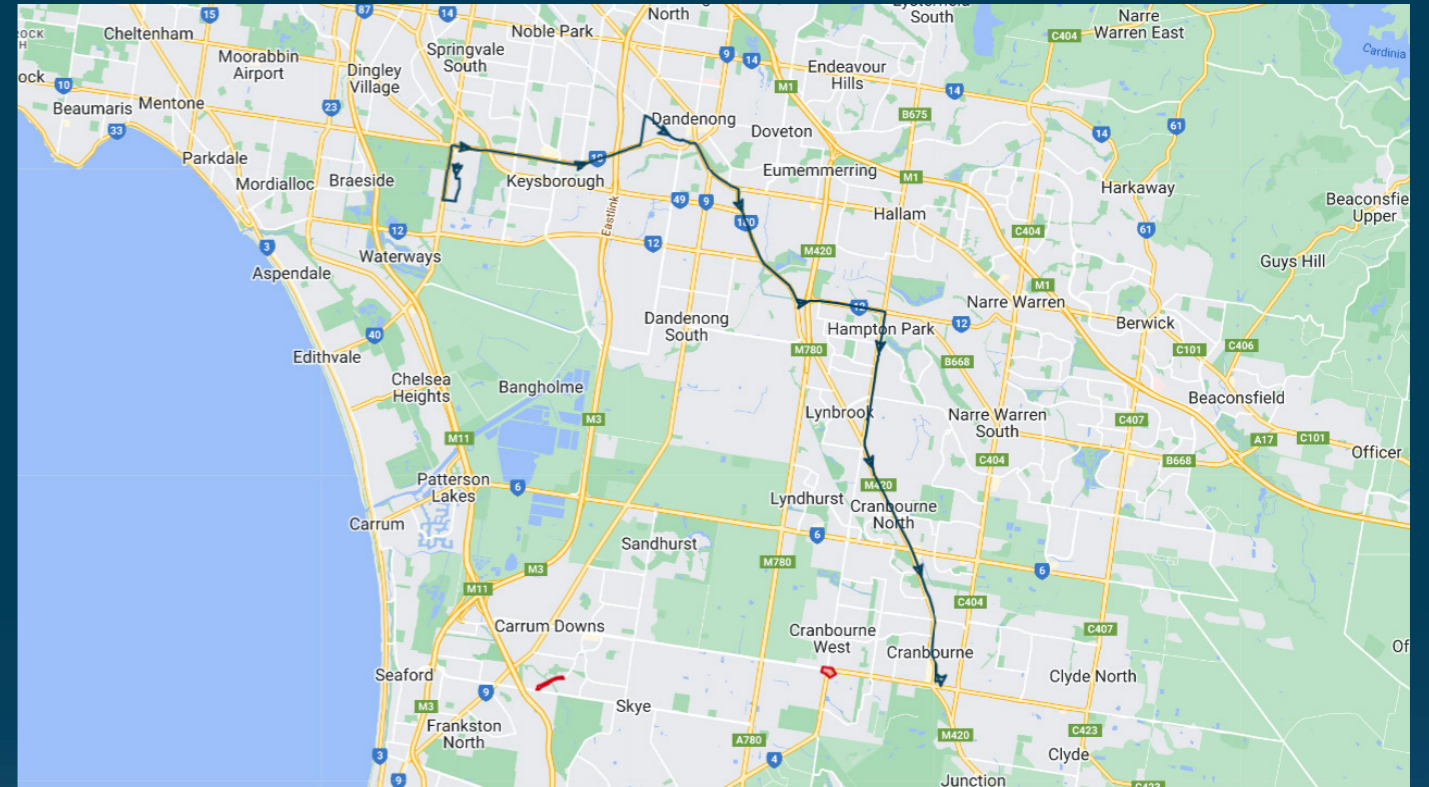 North
Lysterfield
South
Narre
Warren East
15
87
14
Cheltenham
Noble Park
C404
ROCK
H
Springvale
South
Cardinia
Moorabbin
Airport
9
14
Endeavour
Hills
Dingley
Village
ock
10
M1
14
Beaumaris
Mentone
23
B675
33
Dandenong
Doveton
14
61
Parkdale
Eumemmerring
Mordialloc
Braeside
Keysborough
M1
Harkaway
49
9
Beaconsfie
Upper
Eastlink
Hallam
12
12
C404
61
3
Waterways
M420
Guys Hill
Aspendale
M1
Narre Warren
12
Dandenong
South
Hampton Park
12
Berwick
40
Edithvale
M780
C101
C406
B668
Chelsea
Heights
Bangholme
Beaconsfield
M3
Lynbrook
Narre Warren
South
C407
M11
A17
C101
Officer
C404
B668
Patterson
Lakes
6
M420
Lyndhurst
Cranbourne
North
Carrum
6
Sandhurst
M780
M3
6
M11
C404
Carrum Downs
Cranbourne
West
C407
Cranbourne
Of
Seaford
Clyde North
9
Skye
M3
Frankston
North
A780
M420
C423
3
4
Clyde
9
Junction
C423